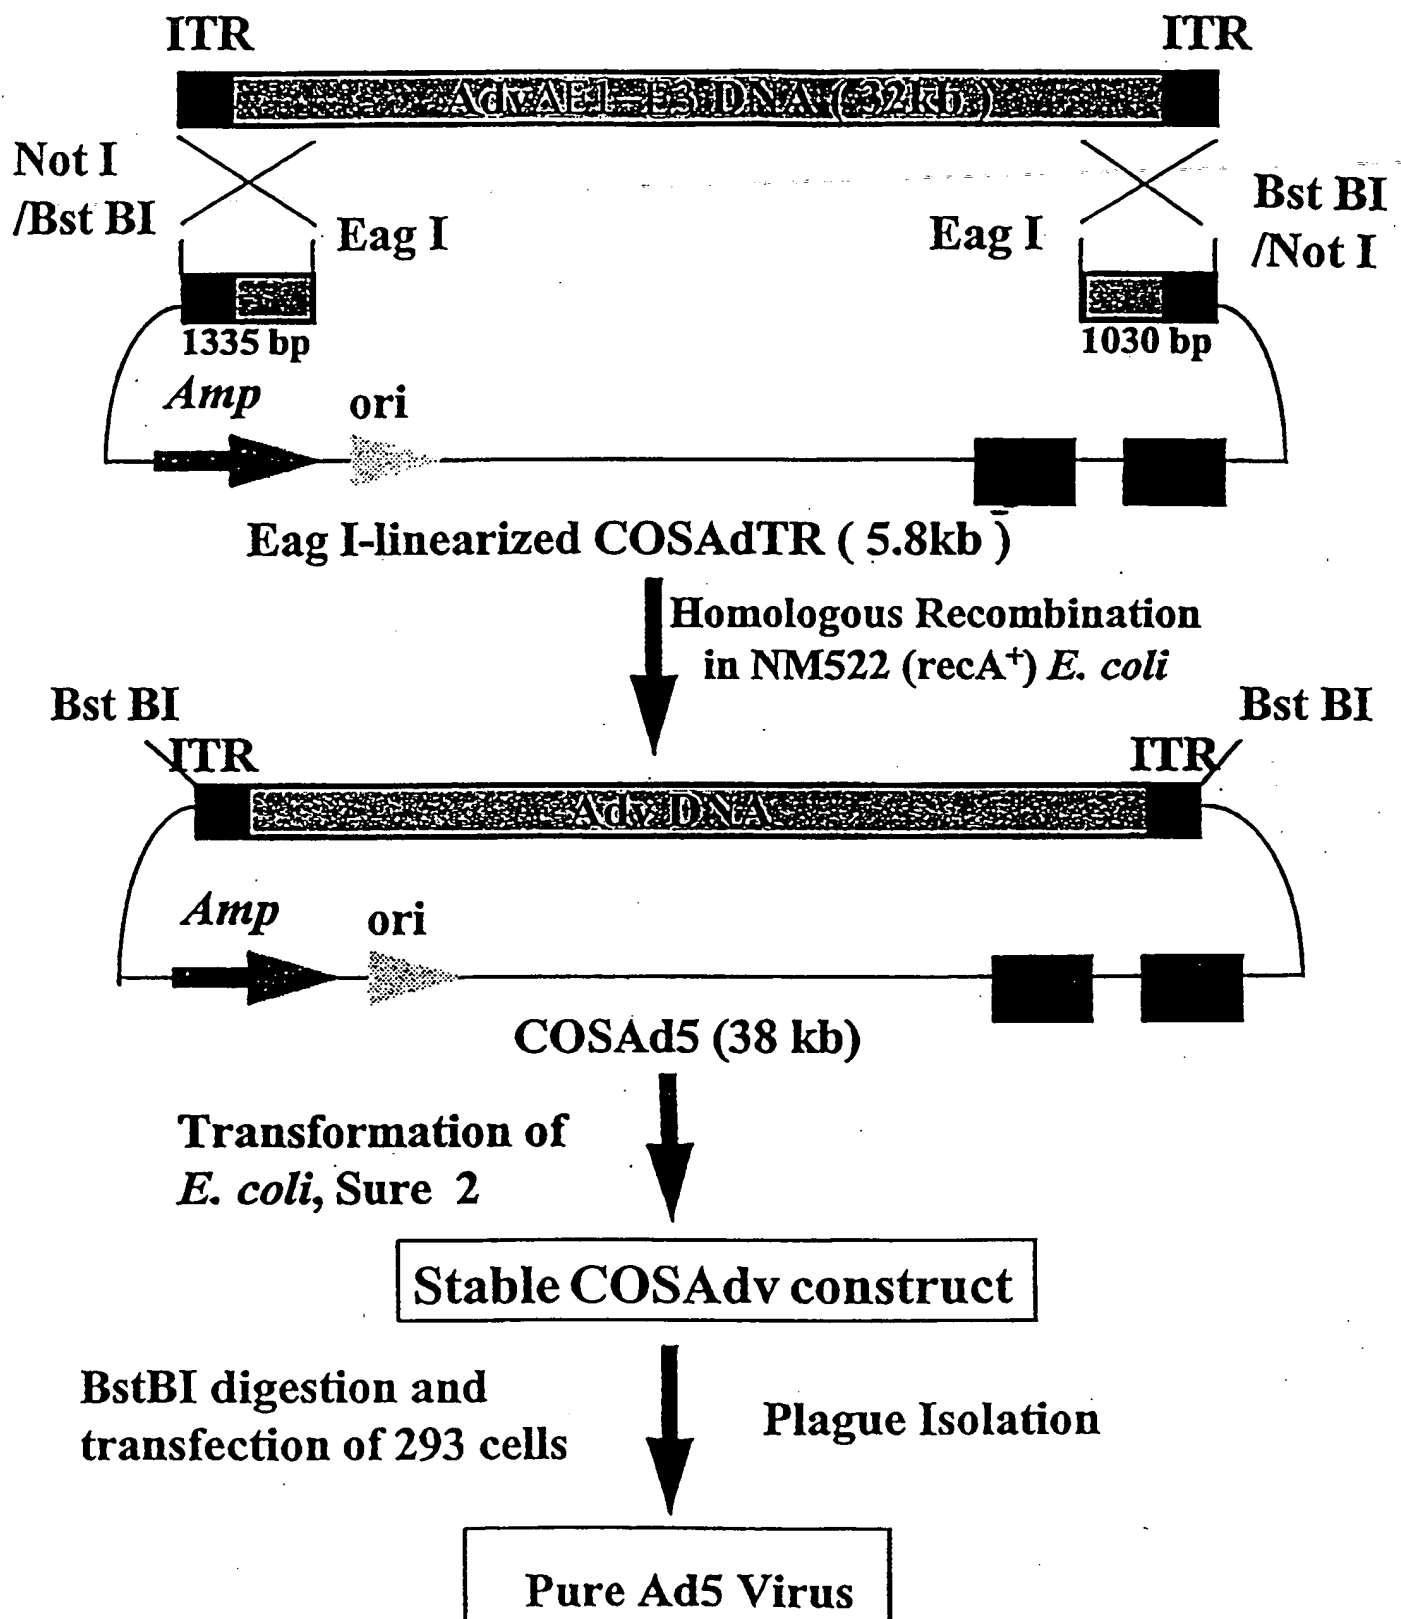 ITR
ITR
AdvΔE1-E3 DNA ( 32kb )
Not I
/Bst BI
Eag I
Eag I
Bst BI
/Not I
1335 bp
1030 bp
Amp
ori
Eag I-linearized COSAdTR ( 5.8kb )
Homologous Recombination
in NM522 (recA⁺) E. coli
Bst BI
Bst BI
ITR
ITR
Adv DNA
Amp
ori
COSAd5 (38 kb)
Transformation of
E. coli, Sure 2
Stable COSAdv construct
BstBI digestion and
transfection of 293 cells
Plague Isolation
Pure Ad5 Virus